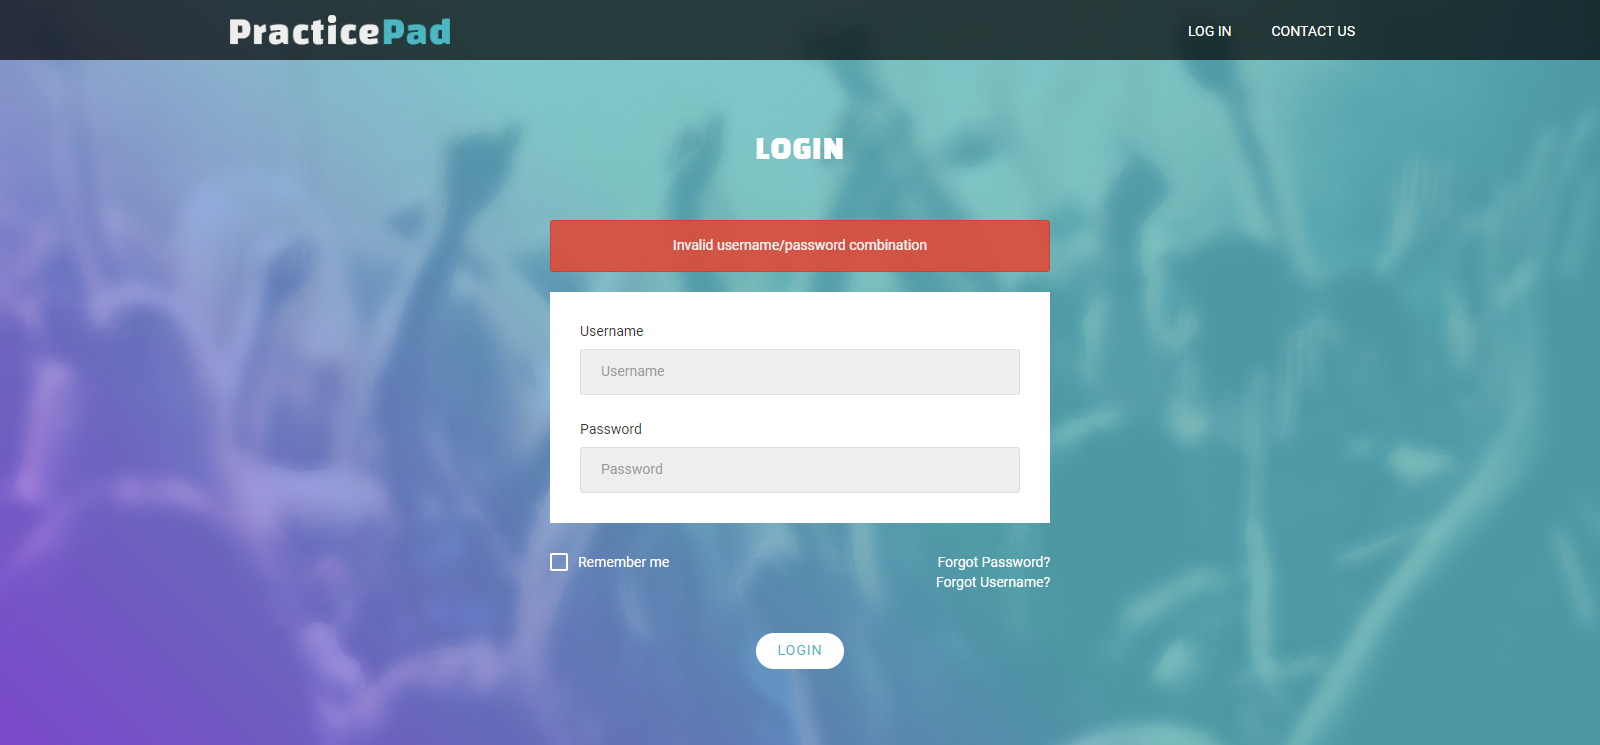 PracticePad
LOG IN
CONTACT US
LOGIN
Invalid username/password combination
Username
Username
Password
Password
Remember me
Forgot Password?
Forgot Username?
LOGIN